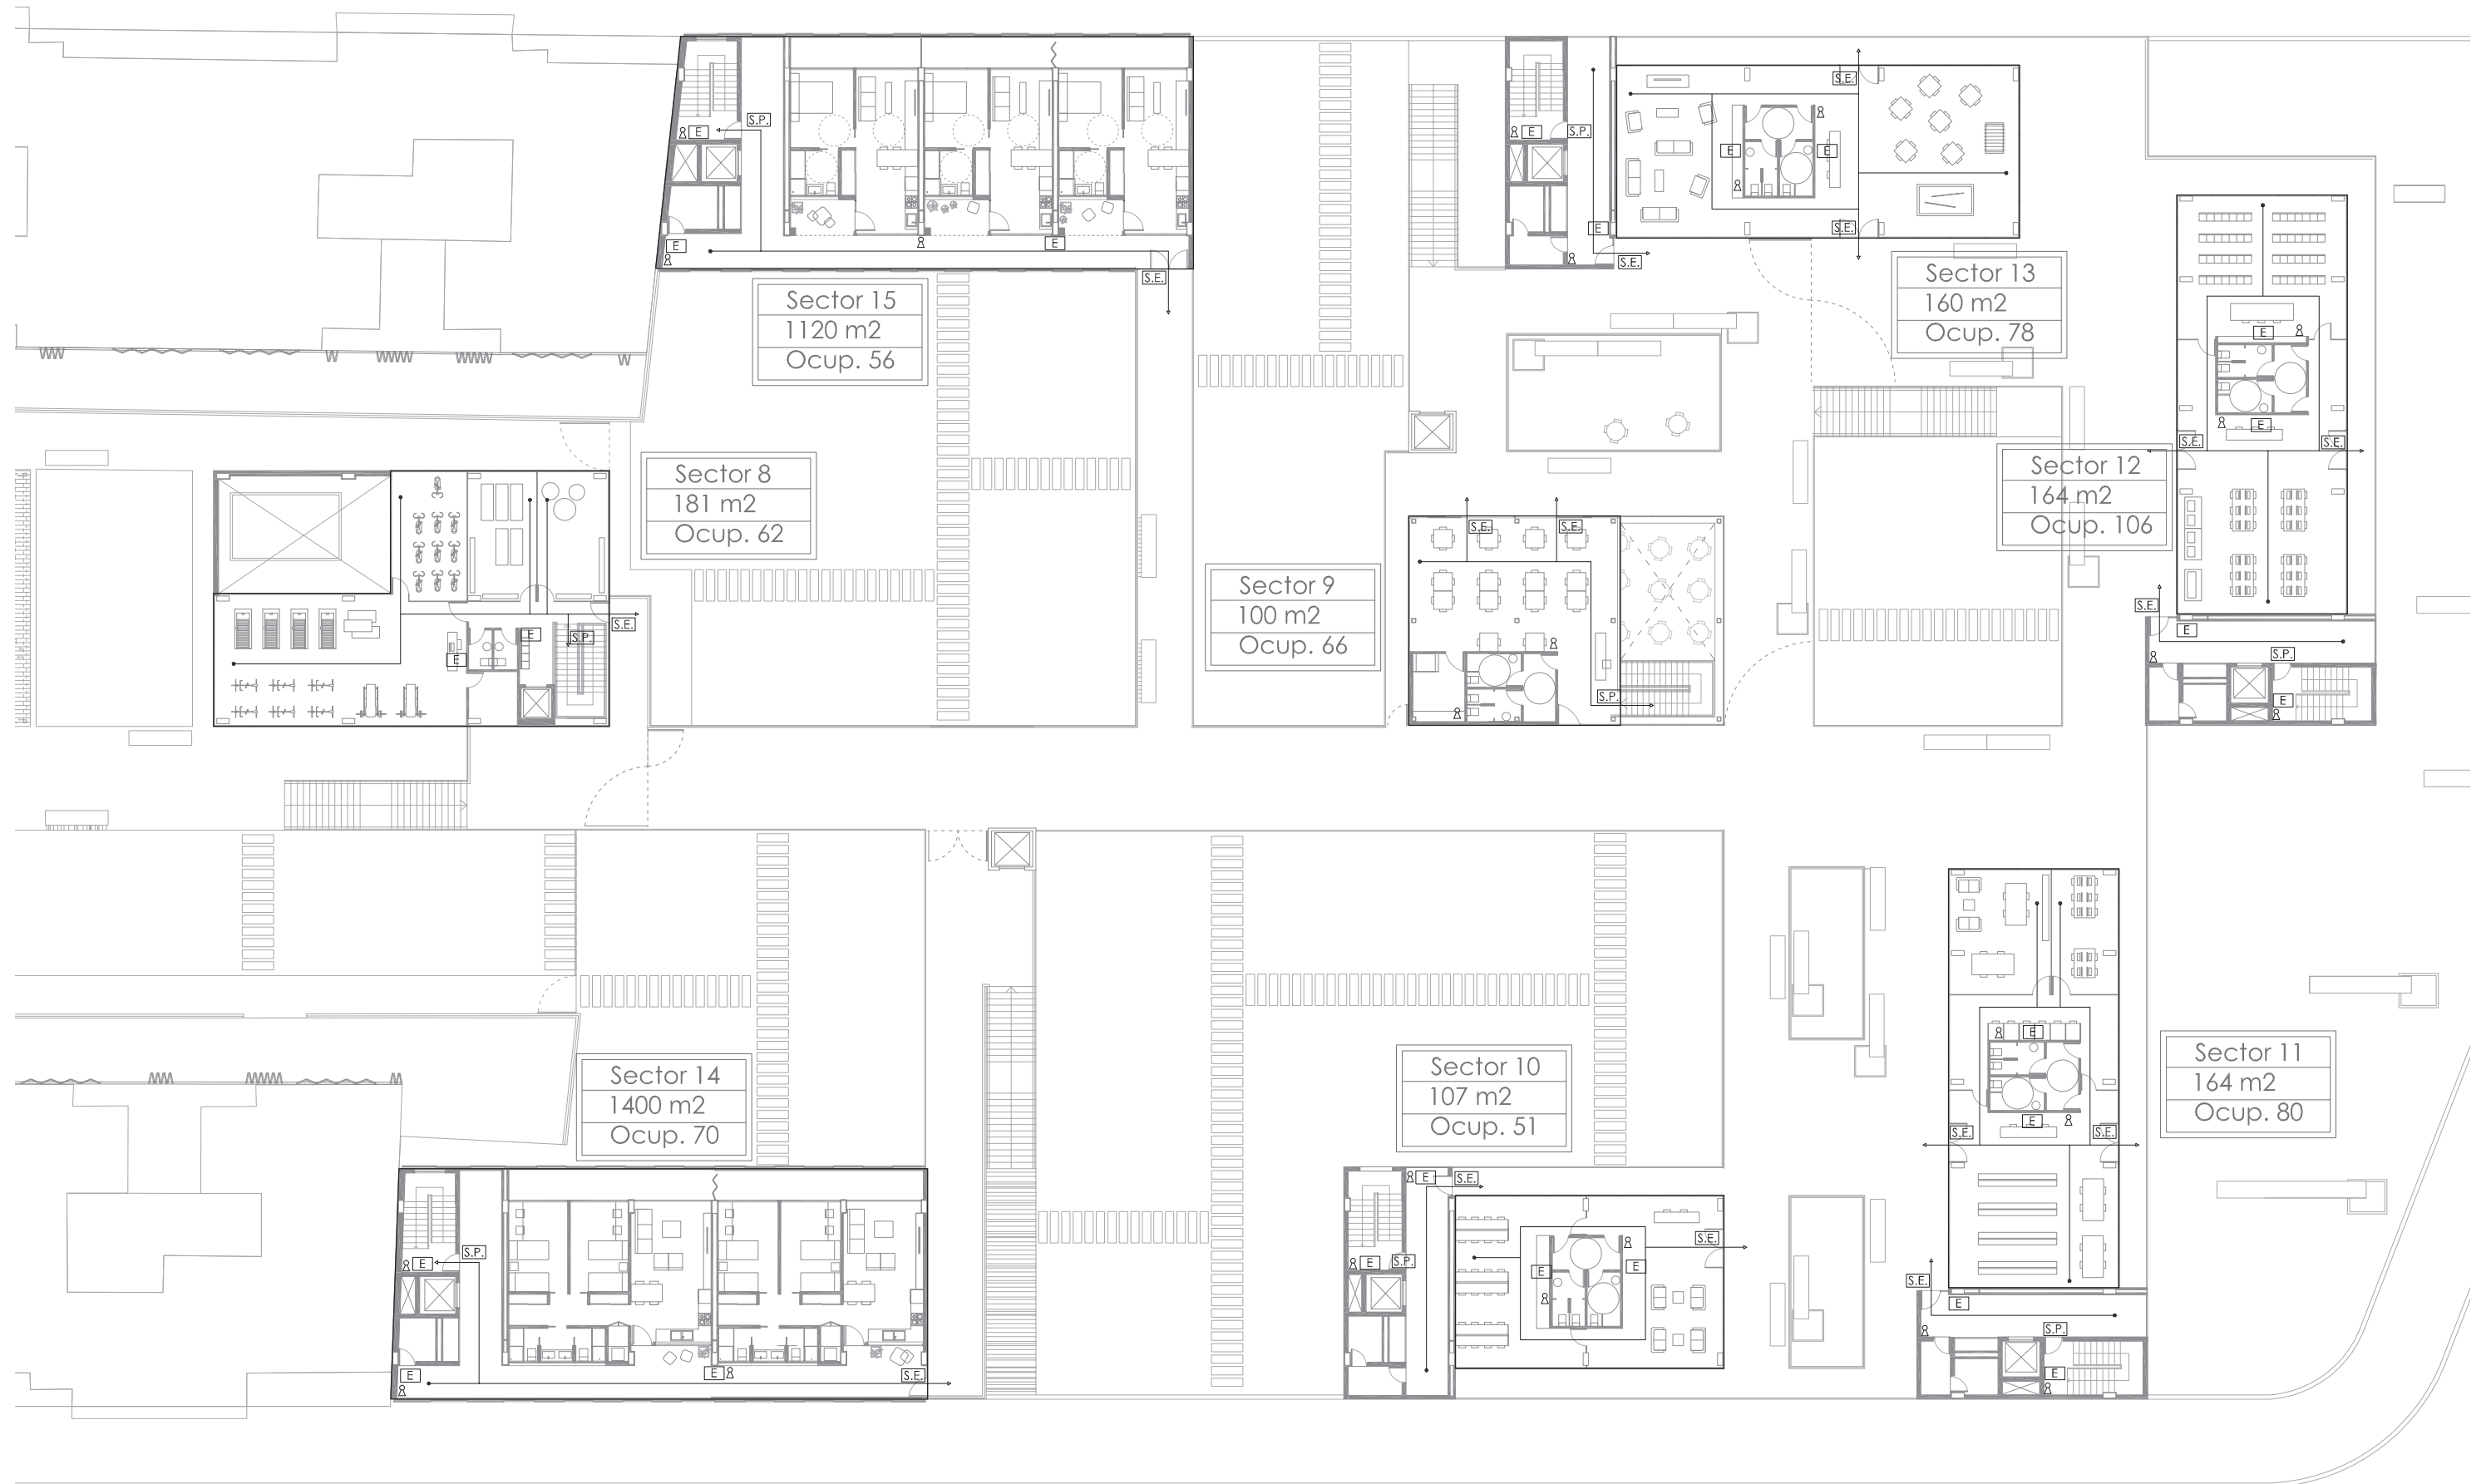 S.E.
S.P.
E
E
S.P.
E
E
E
E
S.E.
E
S.E.
S.E.
Sector 15
1120 m2
Ocup. 56
Sector 13
160 m2
Ocup. 78
E
E
S.E.
S.E.
Sector 8
181 m2
Ocup. 62
Sector 12
164 m2
Ocup. 106
S.E.
S.E.
Sector 9
100 m2
Ocup. 66
S.E.
S.E.
E
S.P.
E
E
S.P.
S.P.
E
E
S.E.
S.E.
Sector 14
1400 m2
Ocup. 70
Sector 10
107 m2
Ocup. 51
Sector 11
164 m2
Ocup. 80
E
E
S.E.
S.P.
E
E
S.P.
E
E
E
S.E.
S.E.
E
S.P.
E
E
E
S.E.